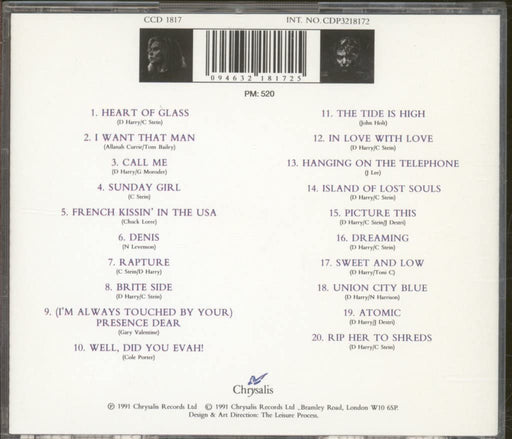 CCD 1817
INT. NO. CDP3218172
094632 181725
PM: 520
1. HEART OF GLASS
(D Harry/C Stein)
2. I WANT THAT MAN
(Allanah Currie/Tom Bailey)
3. CALL ME
(D Harry/G Moroder)
4. SUNDAY GIRL
(C Stein)
5. FRENCH KISSIN' IN THE USA
(Chuck Lorre)
6. DENIS
(N Levenson)
7. RAPTURE
(C Stein/D Harry)
8. BRITE SIDE
(D Harry/C Stein)
9. (I'M ALWAYS TOUCHED BY YOUR)
PRESENCE DEAR
(Gary Valentine)
10. WELL, DID YOU EVAH!
(Cole Porter)
11. THE TIDE IS HIGH
(John Holt)
12. IN LOVE WITH LOVE
(D Harry/C Stein)
13. HANGING ON THE TELEPHONE
(J Lee)
14. ISLAND OF LOST SOULS
(D Harry/C Stein)
15. PICTURE THIS
(D Harry/C Stein/J Destri)
16. DREAMING
(D Harry/C Stein)
17. SWEET AND LOW
(D Harry/Toni C)
18. UNION CITY BLUE
(D Harry/N Harrison)
19. ATOMIC
(D Harry/J Destri)
20. RIP HER TO SHREDS
(D Harry/C Stein)
Chrysalis
℗ 1991 Chrysalis Records Ltd © 1991 Chrysalis Records Ltd., Bramley Road, London W10 6SP.
Design & Art Direction: The Leisure Process.